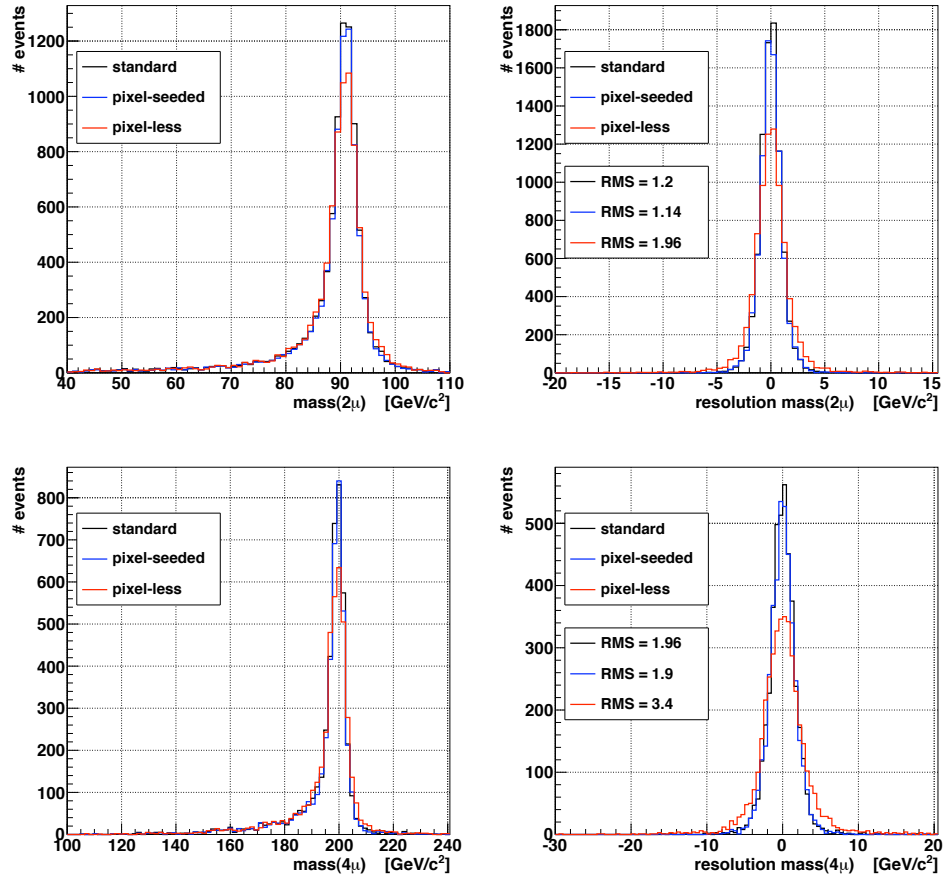 # events
1200
1000
800
600
400
200
0
standard
pixel-seeded
pixel-less
40 50 60 70 80 90 100 110
mass(2μ) [GeV/c²]
# events
1800
1600
1400
1200
1000
800
600
400
200
0
standard
pixel-seeded
pixel-less
RMS = 1.2
RMS = 1.14
RMS = 1.96
-20 -15 -10 -5 0 5 10 15
resolution mass(2μ) [GeV/c²]
# events
800
700
600
500
400
300
200
100
0
standard
pixel-seeded
pixel-less
100 120 140 160 180 200 220 240
mass(4μ) [GeV/c²]
# events
500
400
300
200
100
0
standard
pixel-seeded
pixel-less
RMS = 1.96
RMS = 1.9
RMS = 3.4
-30 -20 -10 0 10 20
resolution mass(4μ) [GeV/c²]